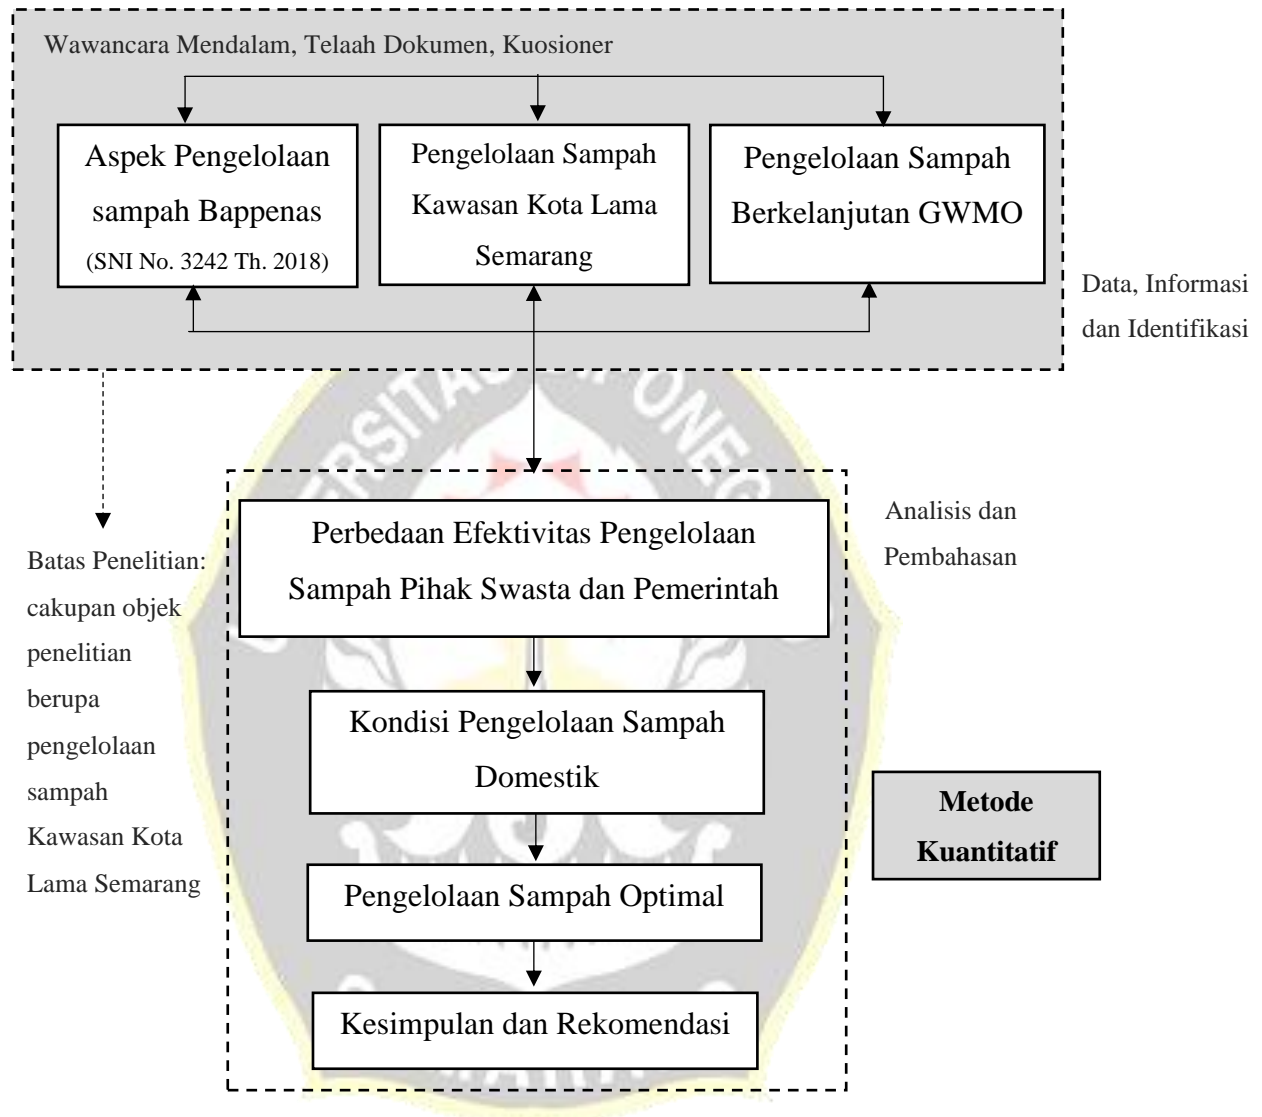 Wawancara Mendalam, Telaah Dokumen, Kuosioner
Aspek Pengelolaan
sampah Bappenas
(SNI No. 3242 Th. 2018)
Pengelolaan Sampah
Kawasan Kota Lama
Semarang
Pengelolaan Sampah
Berkelanjutan GWMO
Data, Informasi
dan Identifikasi
Batas Penelitian:
cakupan objek
penelitian
berupa
pengelolaan
sampah
Kawasan Kota
Lama Semarang
Perbedaan Efektivitas Pengelolaan
Sampah Pihak Swasta dan Pemerintah
Analisis dan
Pembahasan
Kondisi Pengelolaan Sampah
Domestik
Metode
Kuantitatif
Pengelolaan Sampah Optimal
Kesimpulan dan Rekomendasi